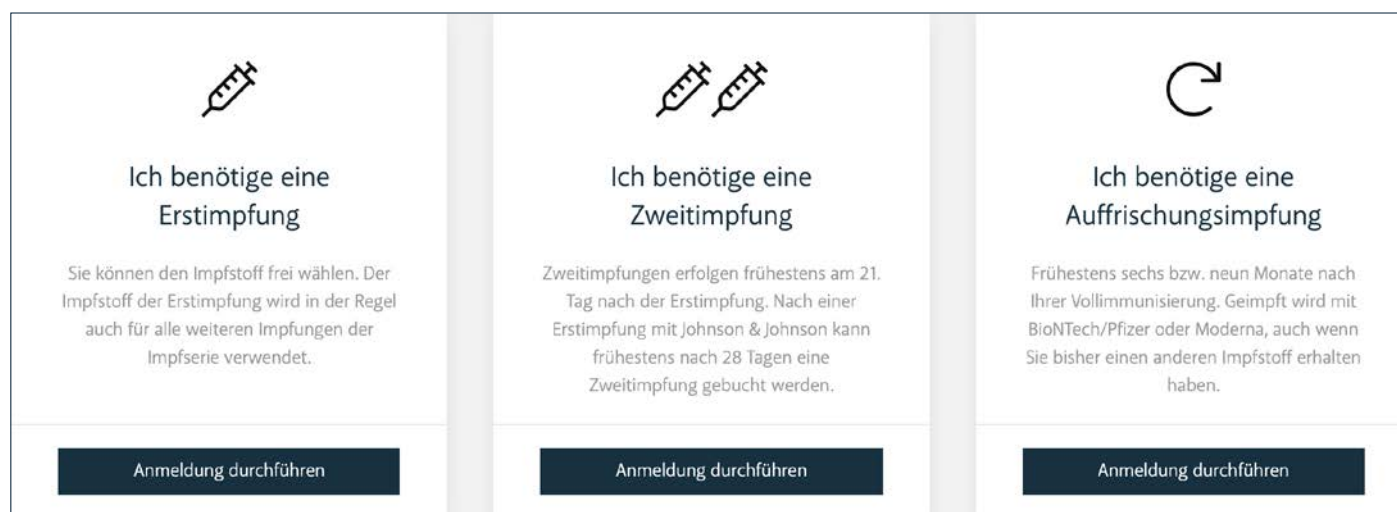 Ich benötige eine
Erstimpfung
Sie können den Impfstoff frei wählen. Der
Impfstoff der Erstimpfung wird in der Regel
auch für alle weiteren Impfungen der
Impfserie verwendet.
Anmeldung durchführen
Ich benötige eine
Zweitimpfung
Zweitimpfungen erfolgen frühestens am 21.
Tag nach der Erstimpfung. Nach einer
Erstimpfung mit Johnson & Johnson kann
frühestens nach 28 Tagen eine
Zweitimpfung gebucht werden.
Anmeldung durchführen
Ich benötige eine
Auffrischungsimpfung
Frühestens sechs bzw. neun Monate nach
Ihrer Vollimmunisierung. Geimpft wird mit
BioNTech/Pfizer oder Moderna, auch wenn
Sie bisher einen anderen Impfstoff erhalten
haben.
Anmeldung durchführen